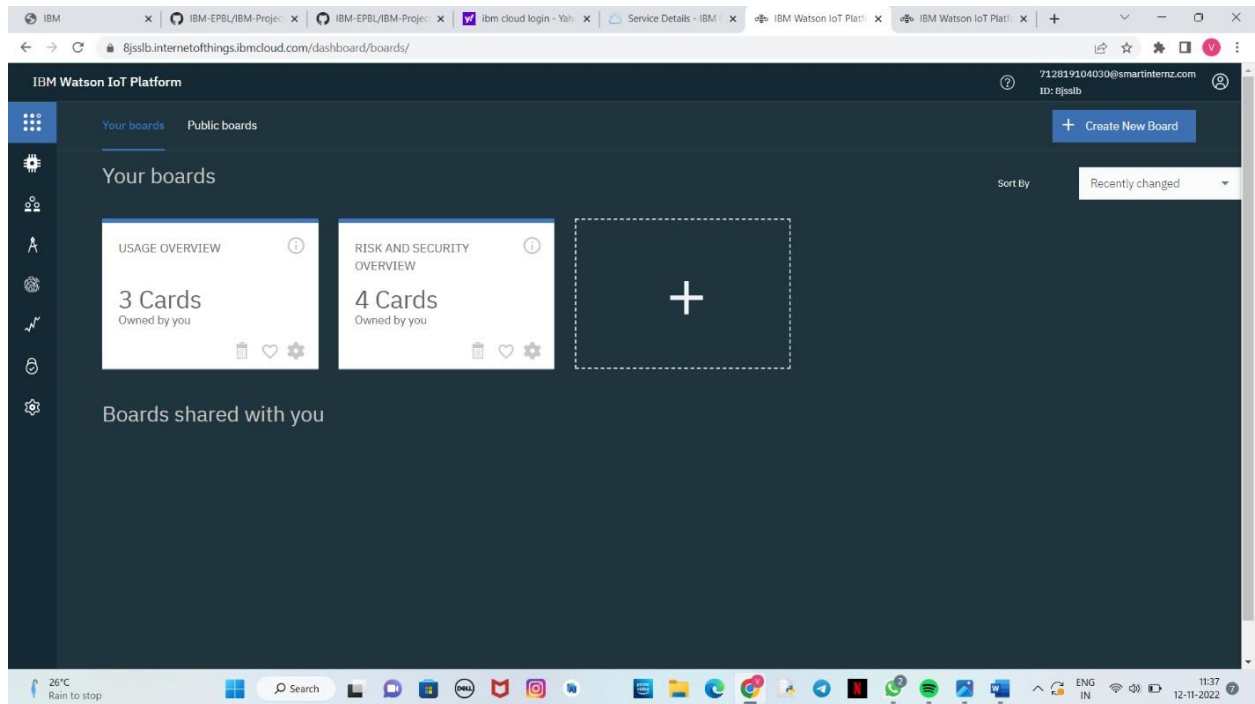 IBM
IBM-EPBL/IBM-Projec
IBM-EPBL/IBM-Projec
ibm cloud login - Yah
Service Details - IBM
IBM Watson IoT Platf
IBM Watson IoT Platf
8jsslb.internetofthings.ibmcloud.com/dashboard/boards/
V
IBM Watson IoT Platform
712819104030@smartinternz.com
ID: 8jsslb
Your boards Public boards
+ Create New Board
Your boards
Sort By Recently changed
USAGE OVERVIEW
3 Cards
Owned by you
RISK AND SECURITY
OVERVIEW
4 Cards
Owned by you
Boards shared with you
26°C
Rain to stop
Search
DELL
2
ENG
IN
11:37
12-11-2022
7